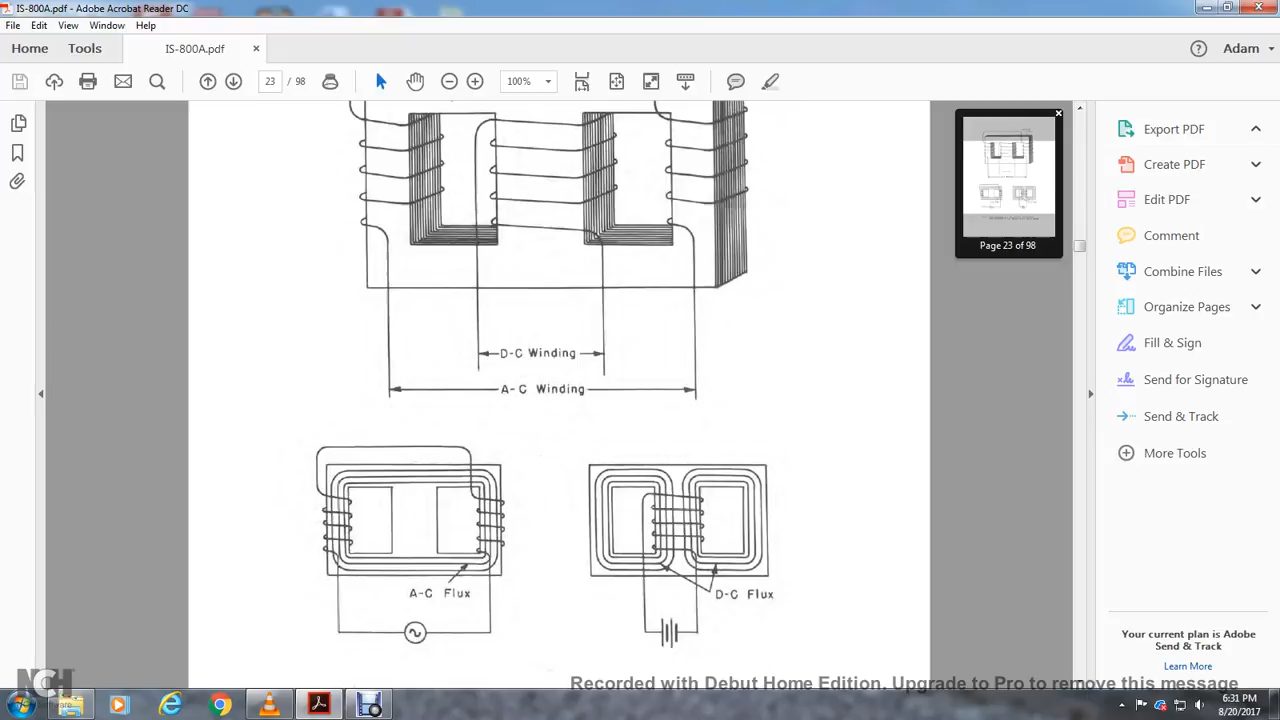 IS-800A.pdf - Adobe Acrobat Reader DC
File Edit View Window Help
Home Tools IS-800A.pdf × Adam
23 / 98 100%
Page 23 of 98
D-C Winding
A-C Winding
A-C Flux
D-C Flux
Export PDF
Create PDF
Edit PDF
Comment
Combine Files
Organize Pages
Fill & Sign
Send for Signature
Send & Track
More Tools
Your current plan is Adobe
Send & Track
Learn More
NCH
Recorded with Debut Home Edition. Upgrade to Pro to remove this message
6:31 PM
8/20/2017